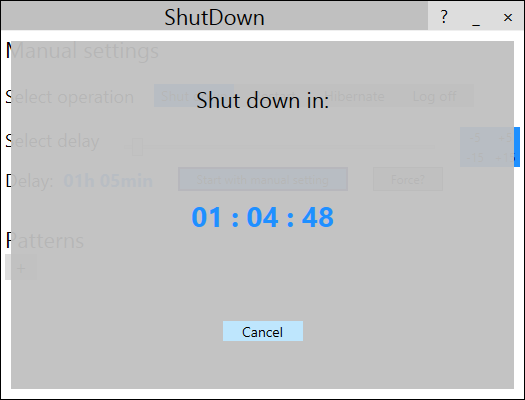 ShutDown
? _ ×
Manual settings
Select operation
Hibernate Log off
Shut down in:
Select delay
Delay: 01h 05min
Start with manual setting Force?
01 : 04 : 48
Patterns
+
Cancel